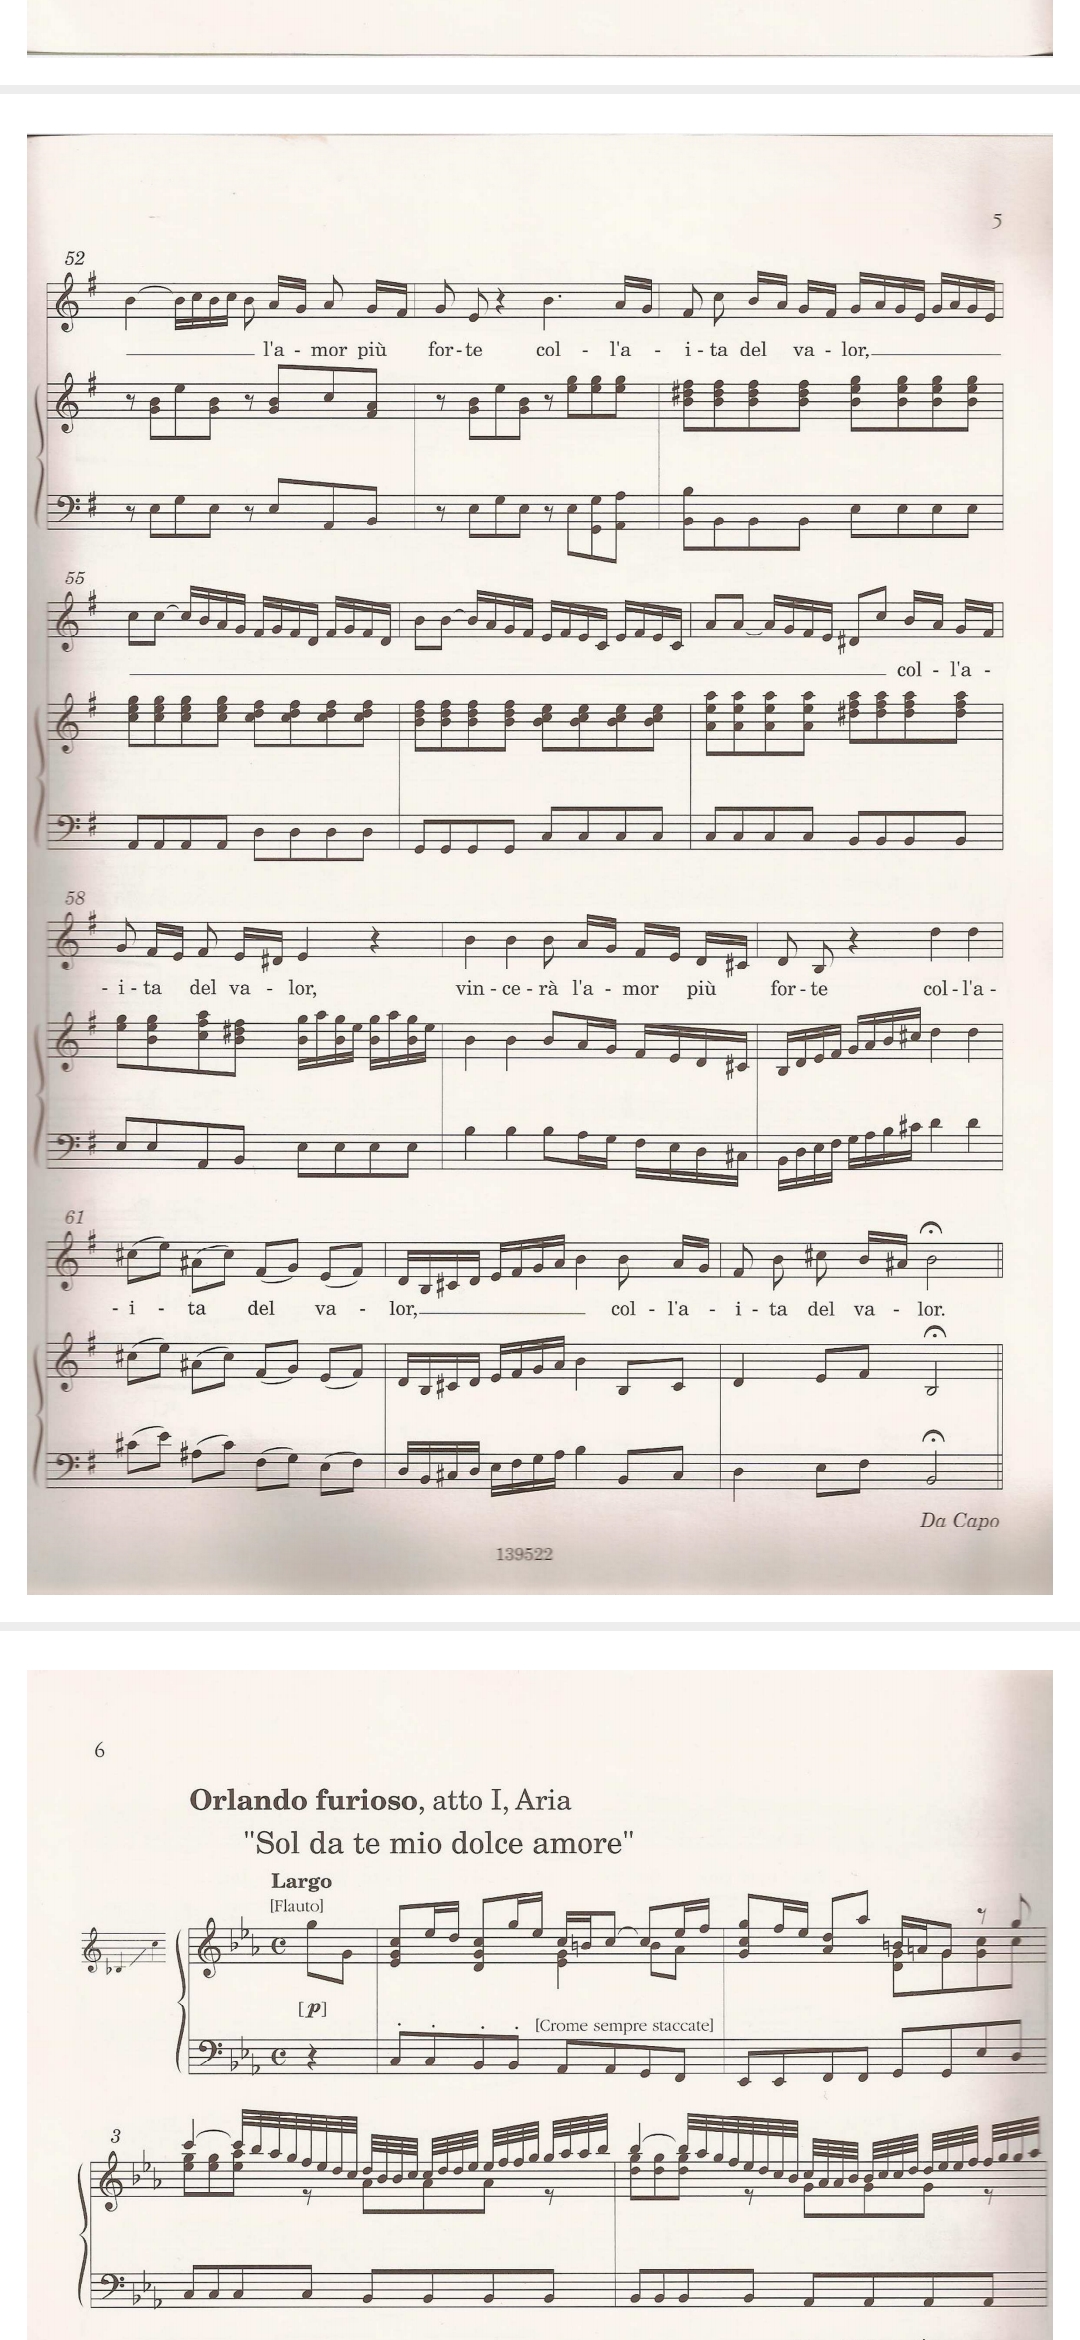 5
52
l'a - mor più for - te col - l'a - i - ta del va - lor,
55
col - l'a -
58
- i - ta del va - lor, vin - ce - rà l'a - mor più for - te col - l'a -
61
- i - ta del va - lor, col - l'a - i - ta del va - lor.
Da Capo
139522
6
Orlando furioso, atto I, Aria
"Sol da te mio dolce amore"
Largo
[Flauto]
[p]
[Crome sempre staccate]
3